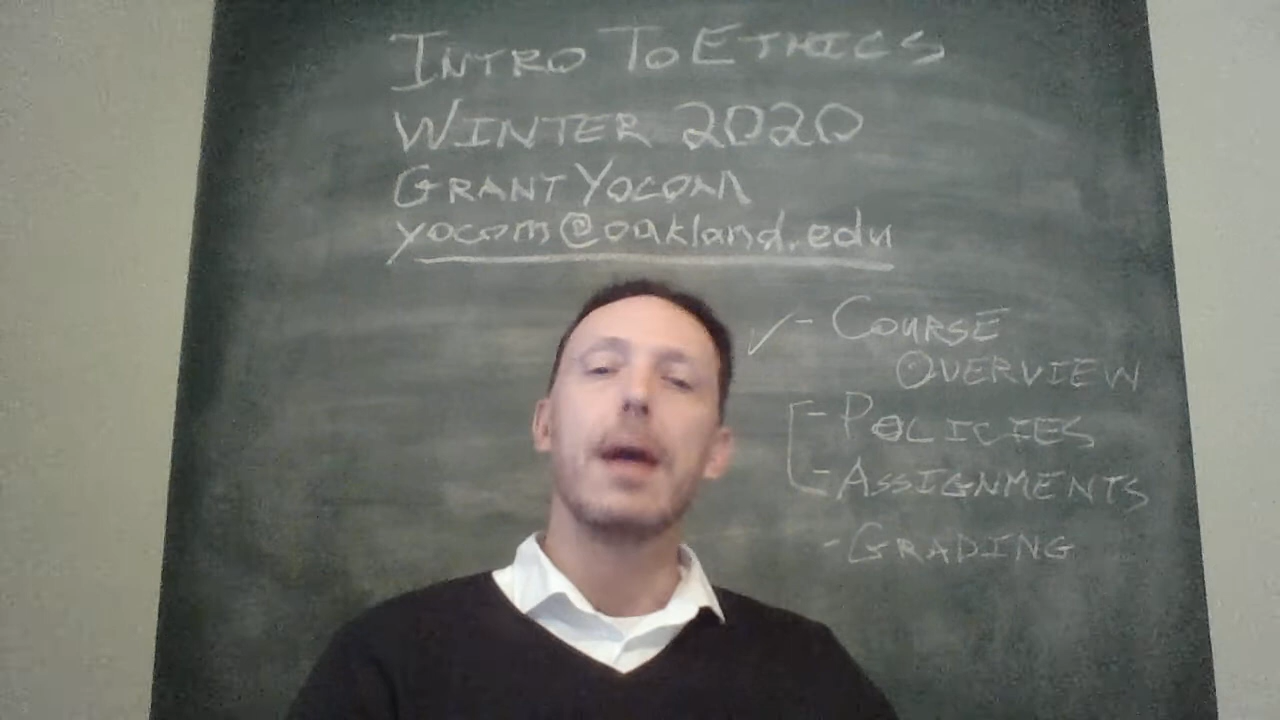 INTRO TO ETHICS
WINTER 2020
GRANT YOCOM
yocom@oakland.edu
✓ - COURSE
OVERVIEW
- POLICIES
- ASSIGNMENTS
- GRADING